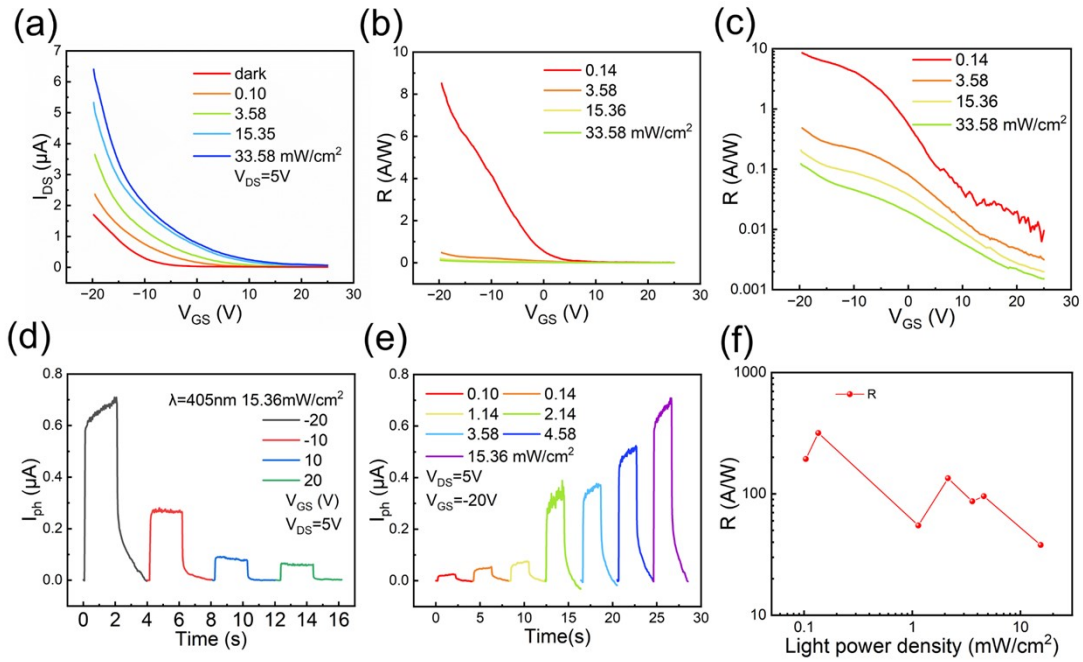 (a)
I_DS (μA)
7
6
5
4
3
2
1
0
dark
0.10
3.58
15.35
33.58 mW/cm²
V_DS=5V
−20
−10
0
10
20
30
V_GS (V)
(b)
R (A/W)
10
8
6
4
2
0
0.14
3.58
15.36
33.58 mW/cm²
−20
−10
0
10
20
30
V_GS (V)
(c)
R (A/W)
10
1
0.1
0.01
0.001
0.14
3.58
15.36
33.58 mW/cm²
−20
−10
0
10
20
30
V_GS (V)
(d)
I_ph (μA)
0.8
0.6
0.4
0.2
0.0
λ=405nm 15.36mW/cm²
-20
-10
10
20
V_GS (V)
V_DS=5V
0
2
4
6
8
10
12
14
16
Time (s)
(e)
I_ph (μA)
0.8
0.6
0.4
0.2
0.0
0.10 0.14
1.14 2.14
3.58 4.58
15.36 mW/cm²
V_DS=5V
V_GS=-20V
0
5
10
15
20
25
30
Time(s)
(f)
R (A/W)
1000
100
10
R
0.1
1
10
Light power density (mW/cm²)